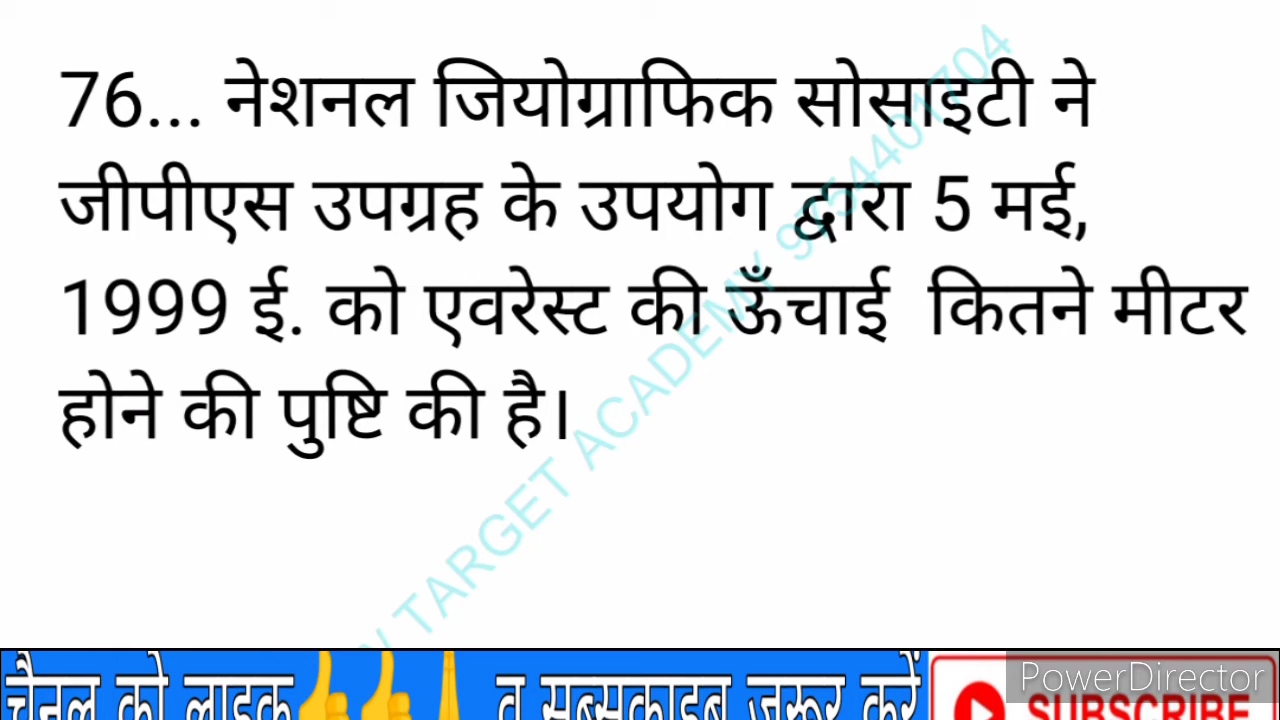 76... नेशनल जियोग्राफिक सोसाइटी ने
जीपीएस उपग्रह के उपयोग द्वारा 5 मई,
1999 ई. को एवरेस्ट की ऊँचाई कितने मीटर
होने की पुष्टि की है।
TARGET ACADEMY
चैनल को लाइक 👍👍 व सब्सक्राइब जरूर करें
PowerDirector
SUBSCRIBE